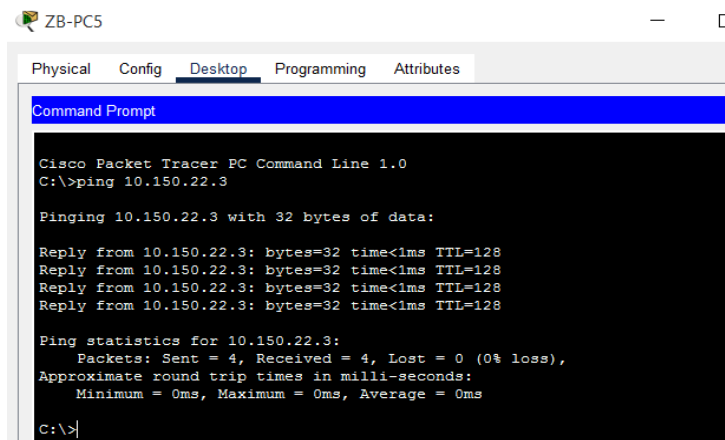 ZB-PC5
Physical Config Desktop Programming Attributes
Command Prompt
Cisco Packet Tracer PC Command Line 1.0
C:\>ping 10.150.22.3
Pinging 10.150.22.3 with 32 bytes of data:
Reply from 10.150.22.3: bytes=32 time<1ms TTL=128
Reply from 10.150.22.3: bytes=32 time<1ms TTL=128
Reply from 10.150.22.3: bytes=32 time<1ms TTL=128
Reply from 10.150.22.3: bytes=32 time<1ms TTL=128
Ping statistics for 10.150.22.3:
Packets: Sent = 4, Received = 4, Lost = 0 (0% loss),
Approximate round trip times in milli-seconds:
Minimum = 0ms, Maximum = 0ms, Average = 0ms
C:\>